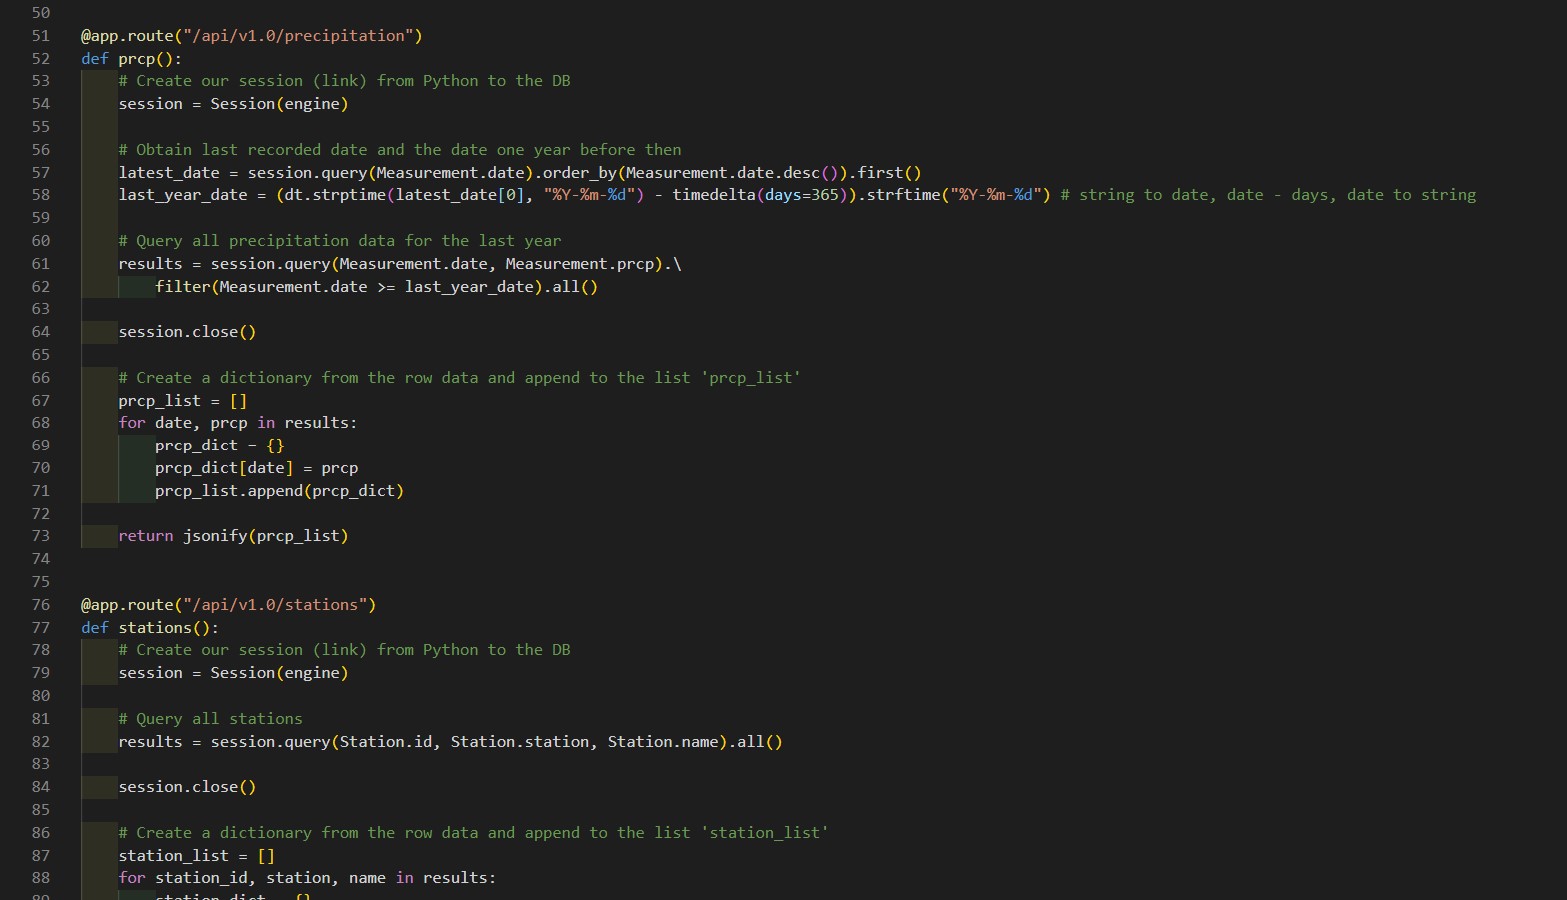 50
51 @app.route("/api/v1.0/precipitation")
52 def prcp():
53     # Create our session (link) from Python to the DB
54     session = Session(engine)
55
56     # Obtain last recorded date and the date one year before then
57     latest_date = session.query(Measurement.date).order_by(Measurement.date.desc()).first()
58     last_year_date = (dt.strptime(latest_date[0], "%Y-%m-%d") - timedelta(days=365)).strftime("%Y-%m-%d") # string to date, date - days, date to string
59
60     # Query all precipitation data for the last year
61     results = session.query(Measurement.date, Measurement.prcp).\
62         filter(Measurement.date >= last_year_date).all()
63
64     session.close()
65
66     # Create a dictionary from the row data and append to the list 'prcp_list'
67     prcp_list = []
68     for date, prcp in results:
69         prcp_dict = {}
70         prcp_dict[date] = prcp
71         prcp_list.append(prcp_dict)
72
73     return jsonify(prcp_list)
74
75
76 @app.route("/api/v1.0/stations")
77 def stations():
78     # Create our session (link) from Python to the DB
79     session = Session(engine)
80
81     # Query all stations
82     results = session.query(Station.id, Station.station, Station.name).all()
83
84     session.close()
85
86     # Create a dictionary from the row data and append to the list 'station_list'
87     station_list = []
88     for station_id, station, name in results:
89         station_dict = {}